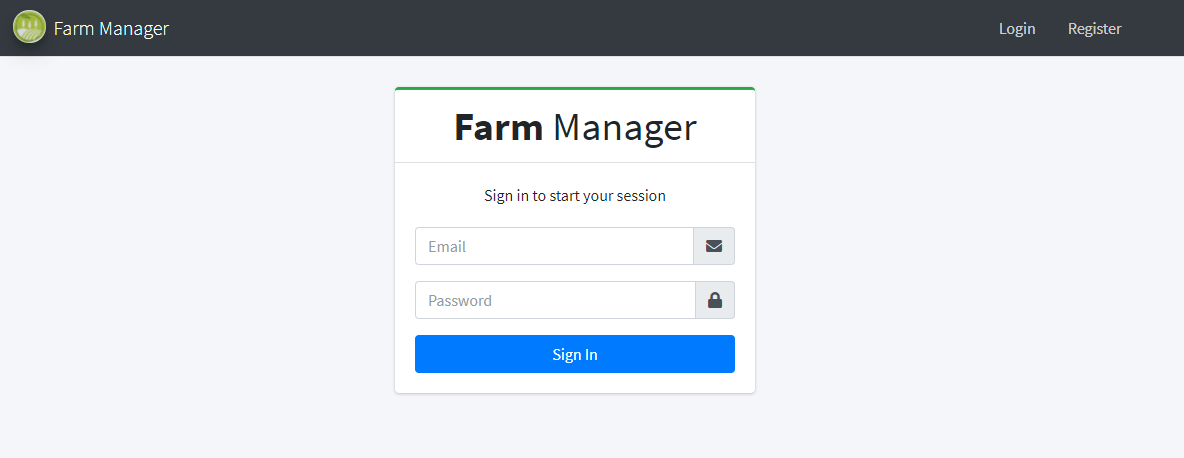 Farm Manager
Login
Register
Farm Manager
Sign in to start your session
Email
Password
Sign In